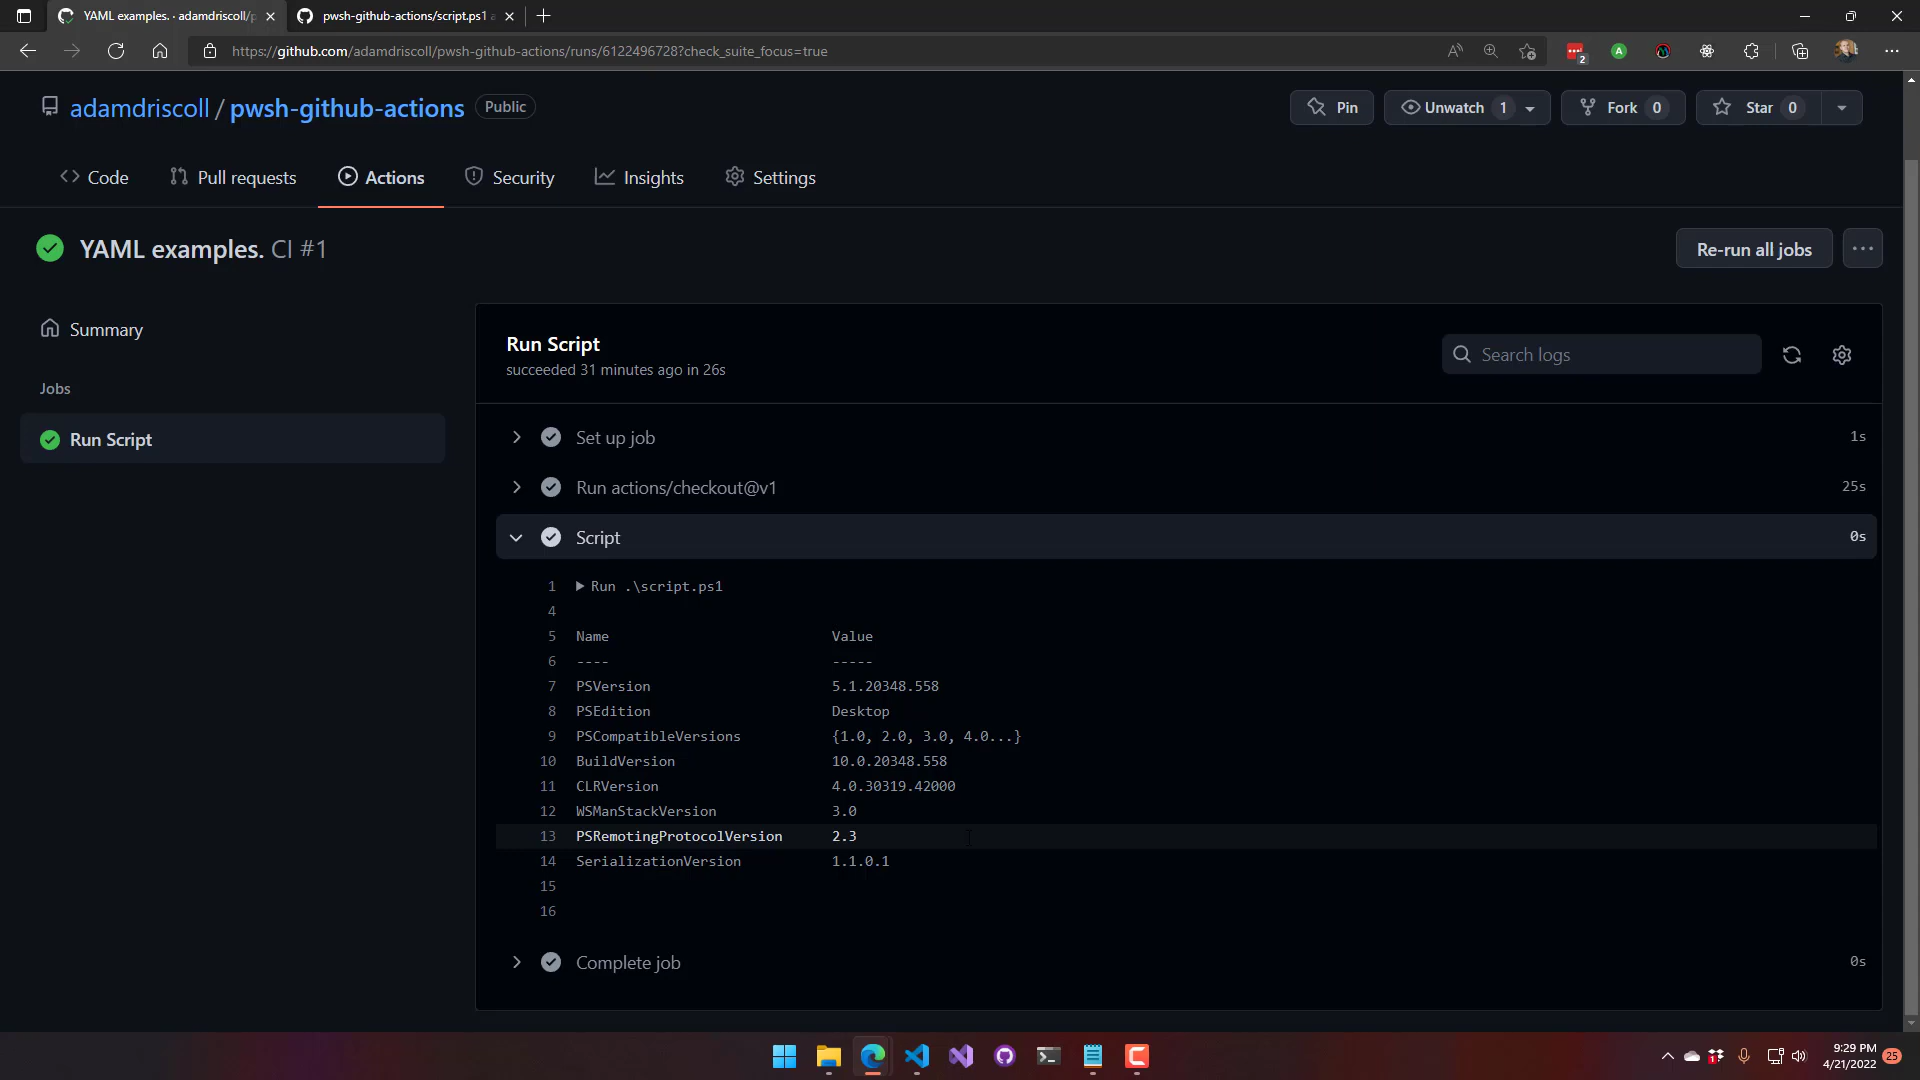 YAML examples. · adamdriscoll/p
pwsh-github-actions/script.ps1
https://github.com/adamdriscoll/pwsh-github-actions/runs/6122496728?check_suite_focus=true
2
A
adamdriscoll / pwsh-github-actions Public
Pin
Unwatch 1
Fork 0
Star 0
Code
Pull requests
Actions
Security
Insights
Settings
YAML examples. CI #1
Re-run all jobs
Summary
Jobs
Run Script
Run Script
succeeded 31 minutes ago in 26s
Search logs
Set up job 1s
Run actions/checkout@v1 25s
Script 0s
1 Run .\script.ps1
4
5 Name Value
6 ---- -----
7 PSVersion 5.1.20348.558
8 PSEdition Desktop
9 PSCompatibleVersions {1.0, 2.0, 3.0, 4.0...}
10 BuildVersion 10.0.20348.558
11 CLRVersion 4.0.30319.42000
12 WSManStackVersion 3.0
13 PSRemotingProtocolVersion 2.3
14 SerializationVersion 1.1.0.1
15
16
Complete job 0s
9:29 PM
4/21/2022
25